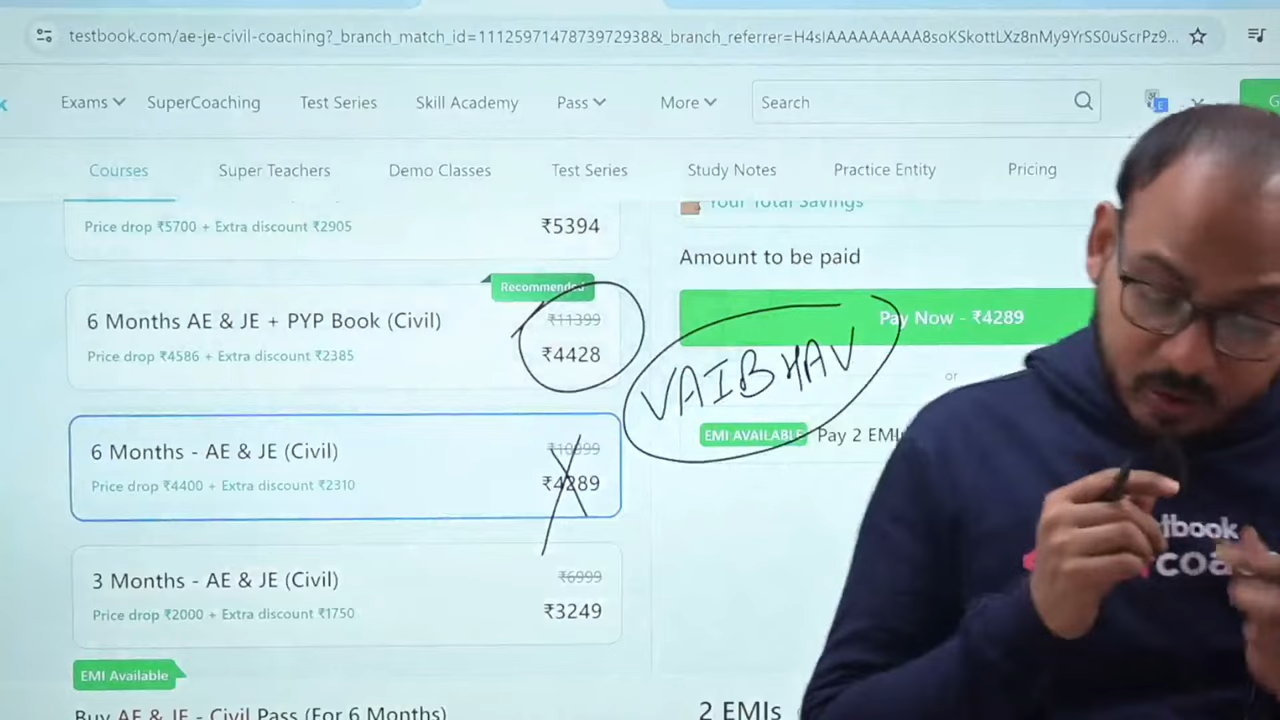 testbook.com/ae-je-civil-coaching?_branch_match_id=1112597147873972938&_branch_referrer=H4sIAAAAAAAAA8soKSkottLXz8nMy9YrSS0uScrPz9...
Exams SuperCoaching Test Series Skill Academy Pass More Search
Courses Super Teachers Demo Classes Test Series Study Notes Practice Entity Pricing
Price drop ₹5700 + Extra discount ₹2905 ₹5394
Your Total Savings
Amount to be paid
Recommended
6 Months AE & JE + PYP Book (Civil) ₹11399
Price drop ₹4586 + Extra discount ₹2385 ₹4428
Pay Now - ₹4289
or
VAIBHAV
EMI AVAILABLE Pay 2 EMI
6 Months - AE & JE (Civil) ₹10999
Price drop ₹4400 + Extra discount ₹2310 ₹4289
3 Months - AE & JE (Civil) ₹6999
Price drop ₹2000 + Extra discount ₹1750 ₹3249
EMI Available
Buy AE & JE - Civil Pass (For 6 Months)
2 EMIs
tbook
coa